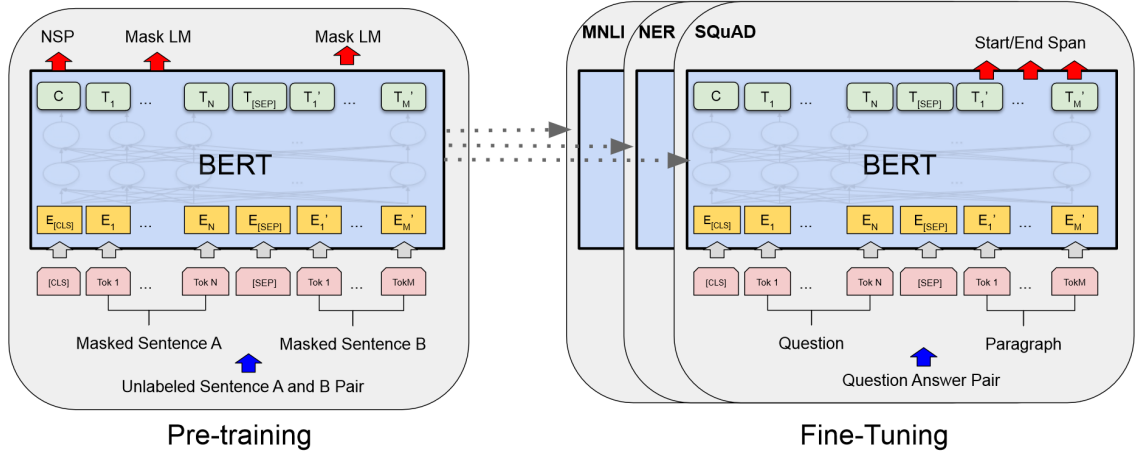 NSP Mask LM Mask LM
C T1 ... TN T[SEP] T1' ... TM'
BERT
E[CLS] E1 ... EN E[SEP] E1' ... EM'
[CLS] Tok 1 ... Tok N [SEP] Tok 1 ... TokM
Masked Sentence A Masked Sentence B
Unlabeled Sentence A and B Pair
Pre-training
MNLI NER SQuAD
Start/End Span
C T1 ... TN T[SEP] T1' ... TM'
BERT
E[CLS] E1 ... EN E[SEP] E1' ... EM'
[CLS] Tok 1 ... Tok N [SEP] Tok 1 ... TokM
Question Paragraph
Question Answer Pair
Fine-Tuning